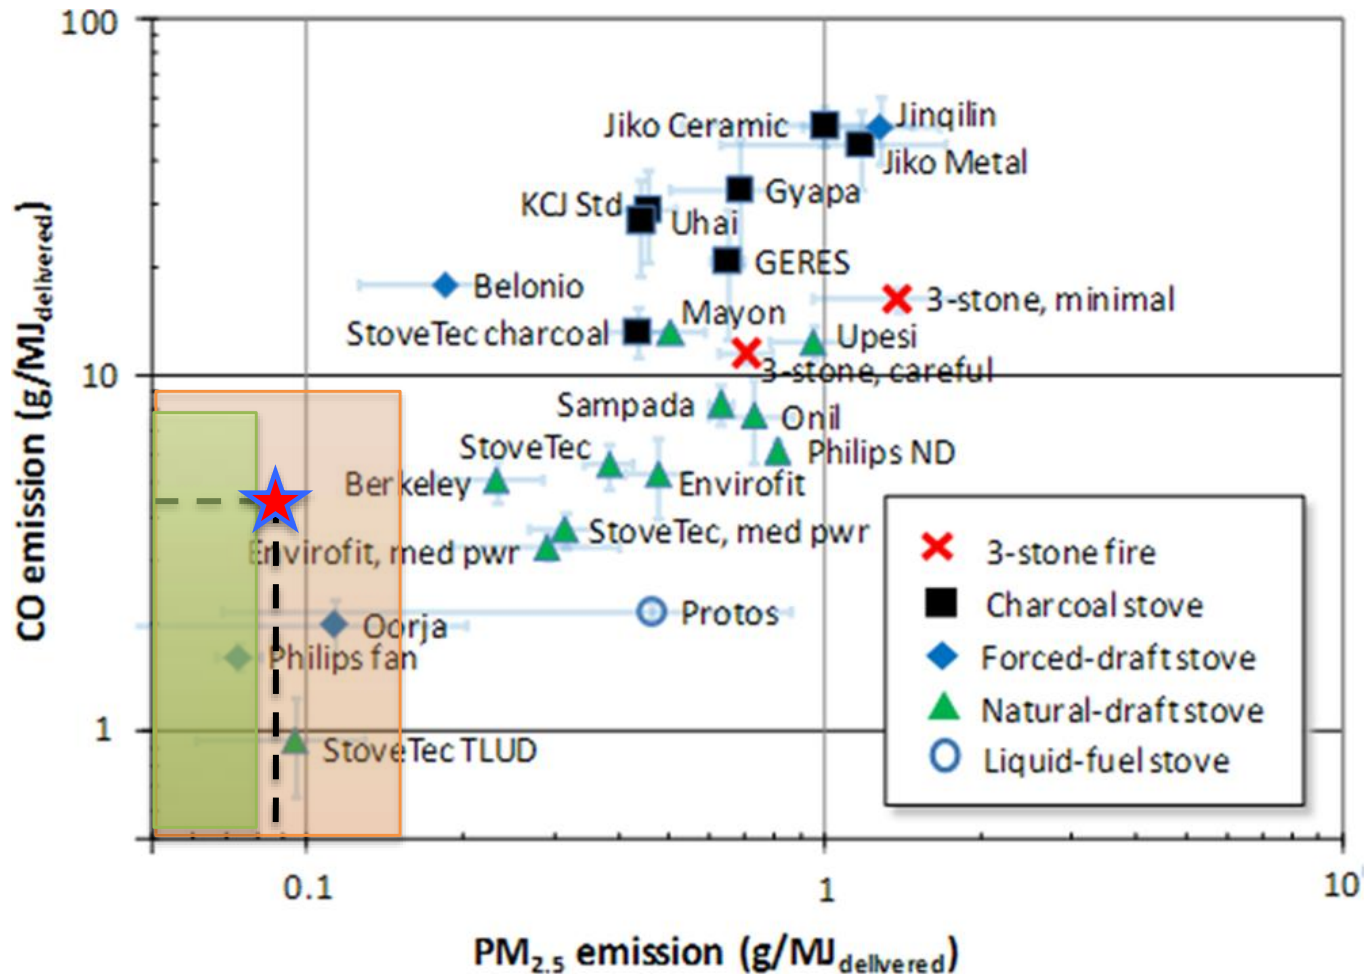 100
Jiko Ceramic
Jinqilin
Jiko Metal
Gyapa
KCJ Std
Uhai
GERES
Belonio
3-stone, minimal
Mayon
StoveTec charcoal
Upesi
10
3-stone, careful
Sampada
Onil
StoveTec
Philips ND
Berkeley
Envirofit
StoveTec, med pwr
Envirofit, med pwr
Protos
Oorja
Philips fan
1
StoveTec TLUD
CO emission (g/MJdelivered)
3-stone fire
Charcoal stove
Forced-draft stove
Natural-draft stove
Liquid-fuel stove
0.1
1
10
PM2.5 emission (g/MJdelivered)